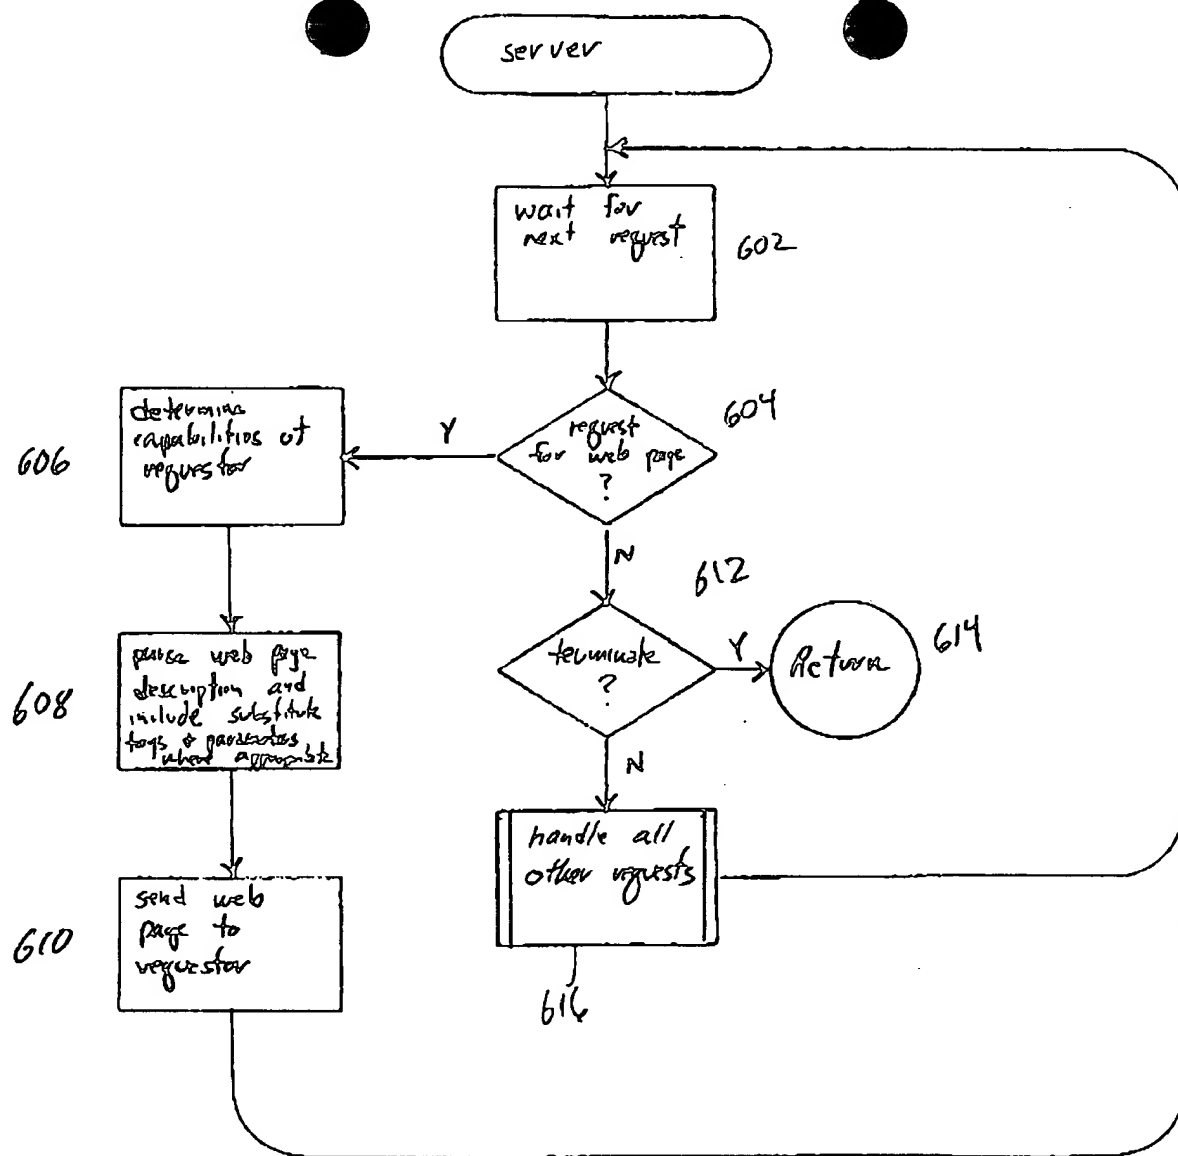 server
wait for
next request
602
request
for web page
?
604
Y
determine
capabilities of
requestor
606
N
612
terminate
?
Y
Return
614
parse web page
description and
include substitute
tags & parameters
where appropriate
608
N
handle all
other requests
616
send web
page to
requestor
610